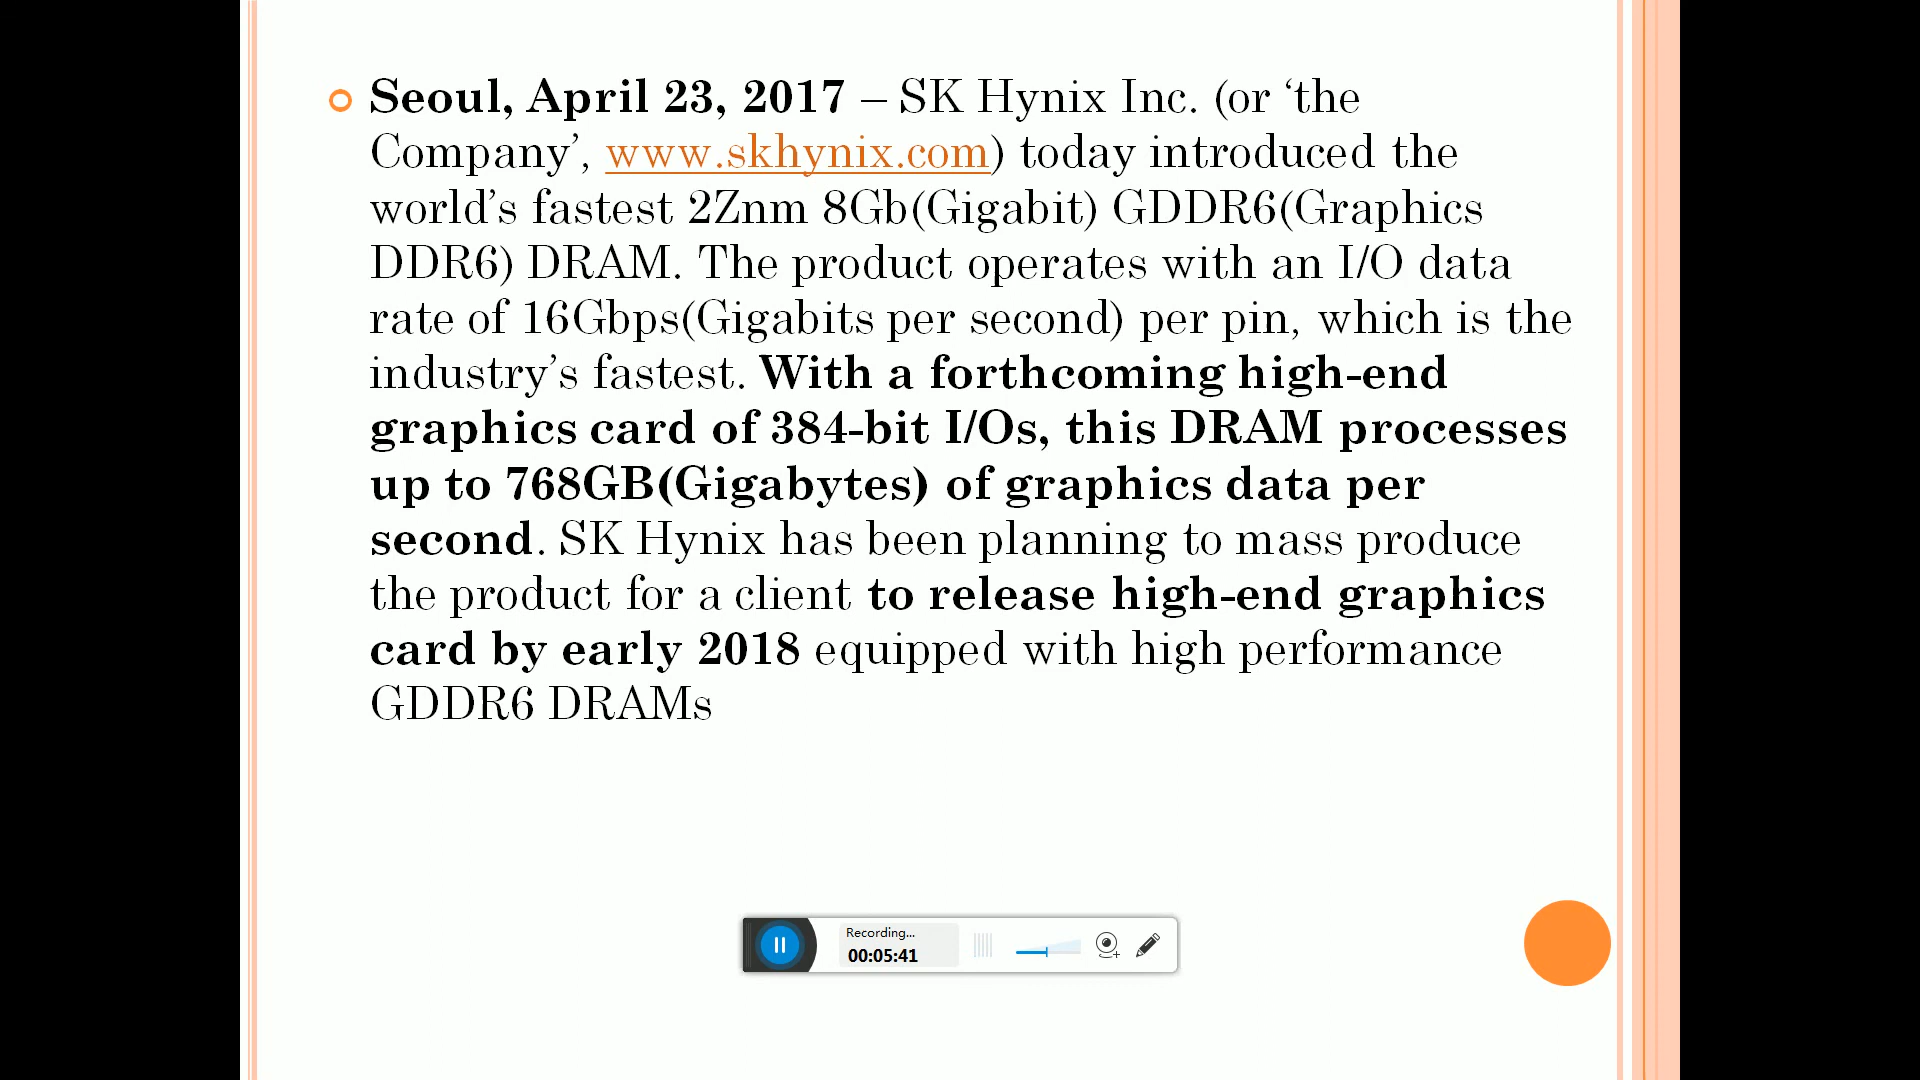 Seoul, April 23, 2017 – SK Hynix Inc. (or ‘the
Company’, www.skhynix.com) today introduced the
world’s fastest 2Znm 8Gb(Gigabit) GDDR6(Graphics
DDR6) DRAM. The product operates with an I/O data
rate of 16Gbps(Gigabits per second) per pin, which is the
industry’s fastest. With a forthcoming high-end
graphics card of 384-bit I/Os, this DRAM processes
up to 768GB(Gigabytes) of graphics data per
second. SK Hynix has been planning to mass produce
the product for a client to release high-end graphics
card by early 2018 equipped with high performance
GDDR6 DRAMs
Recording...
00:05:41